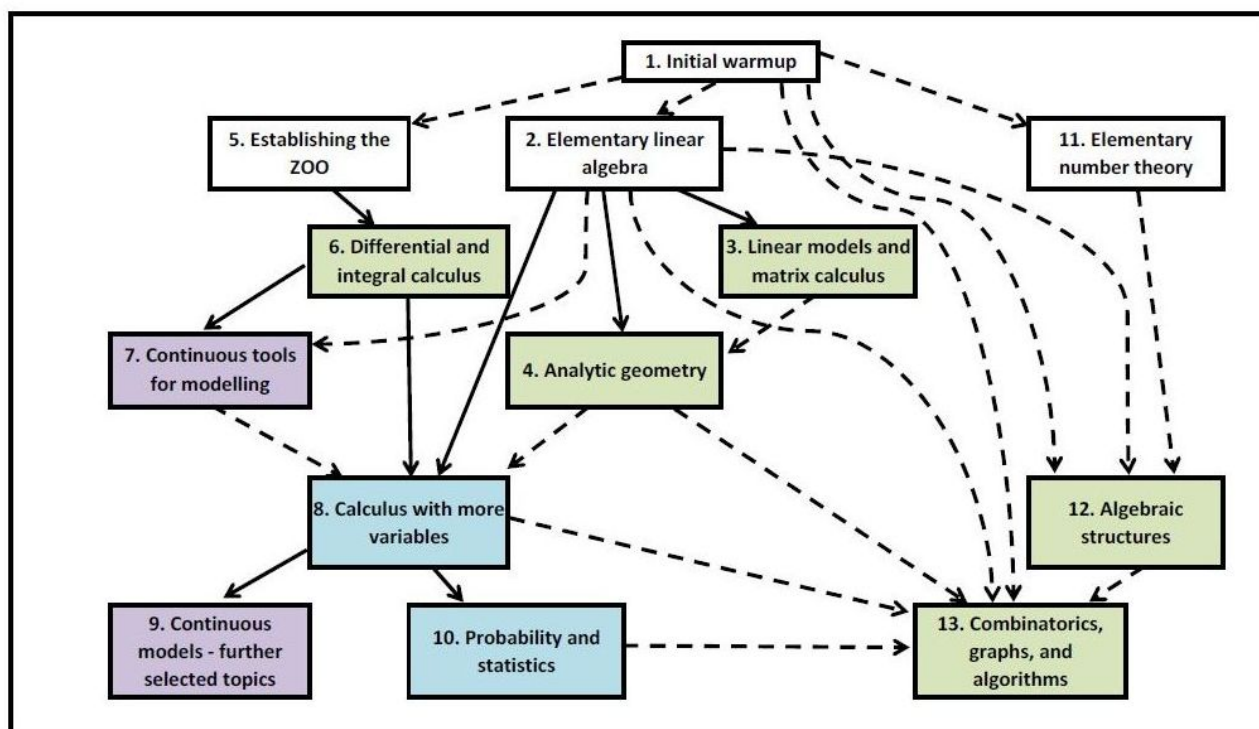 1. Initial warmup
5. Establishing the
ZOO
2. Elementary linear
algebra
11. Elementary
number theory
6. Differential and
integral calculus
3. Linear models and
matrix calculus
7. Continuous tools
for modelling
4. Analytic geometry
8. Calculus with more
variables
12. Algebraic
structures
9. Continuous
models - further
selected topics
10. Probability and
statistics
13. Combinatorics,
graphs, and
algorithms